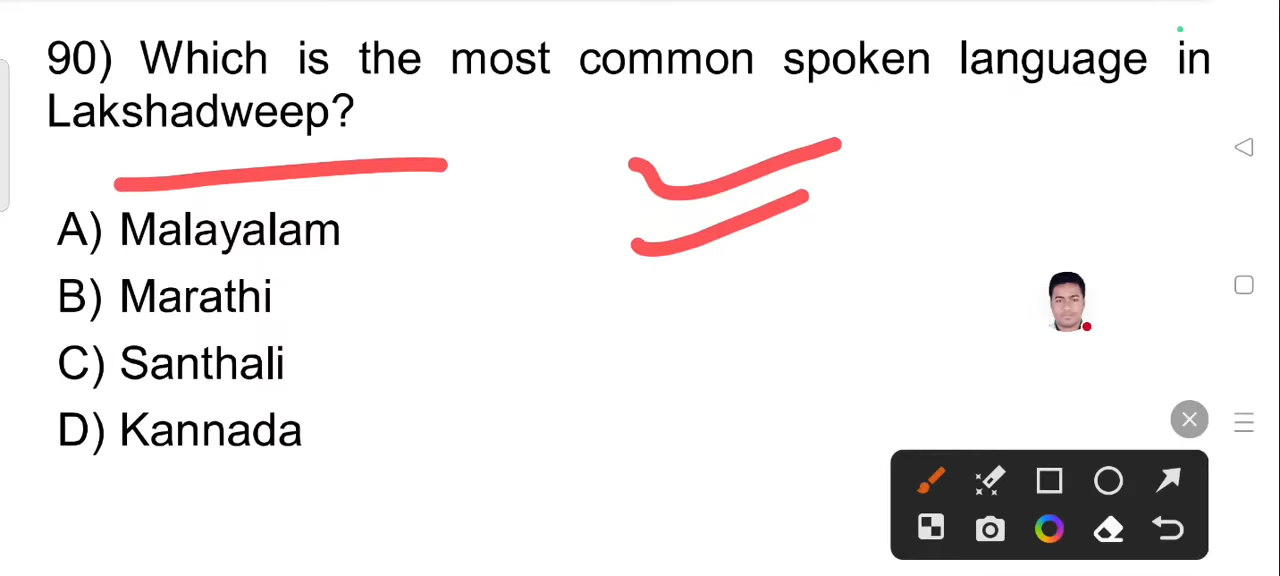 90) Which is the most common spoken language in
Lakshadweep?
A) Malayalam
B) Marathi
C) Santhali
D) Kannada